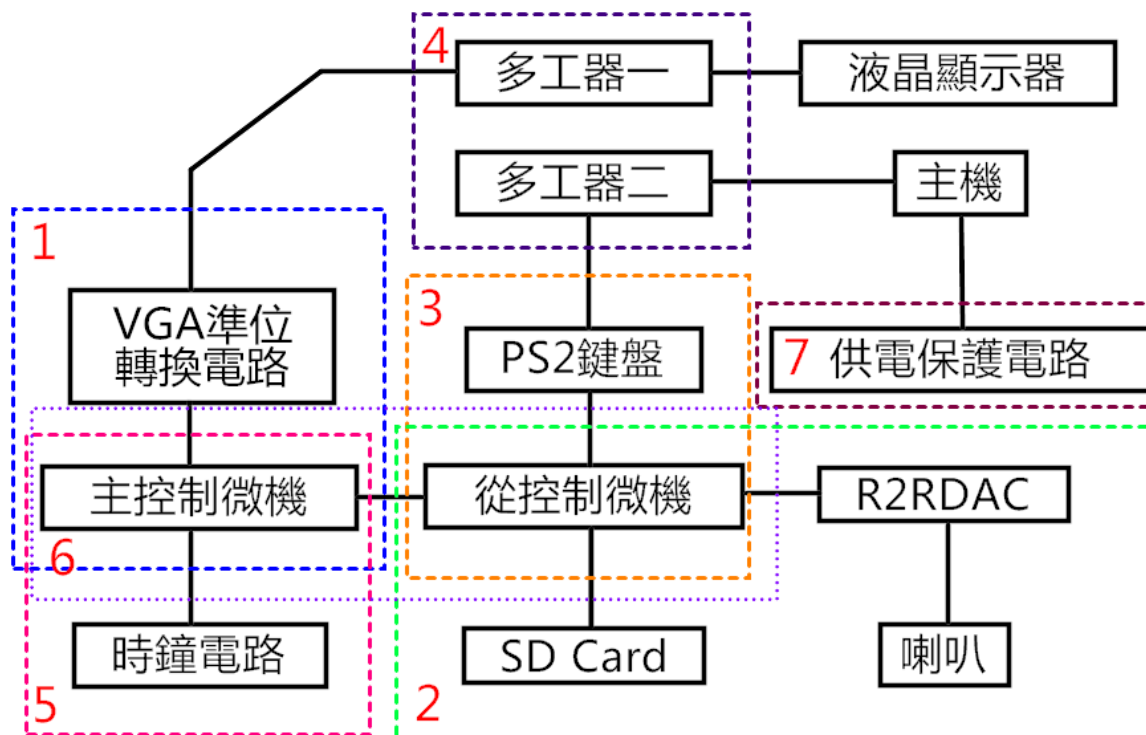 4
多工器一
液晶顯示器
多工器二
主機
1
VGA準位
轉換電路
3
PS2鍵盤
7
供電保護電路
主控制微機
從控制微機
R2RDAC
6
時鐘電路
SD Card
喇叭
5
2